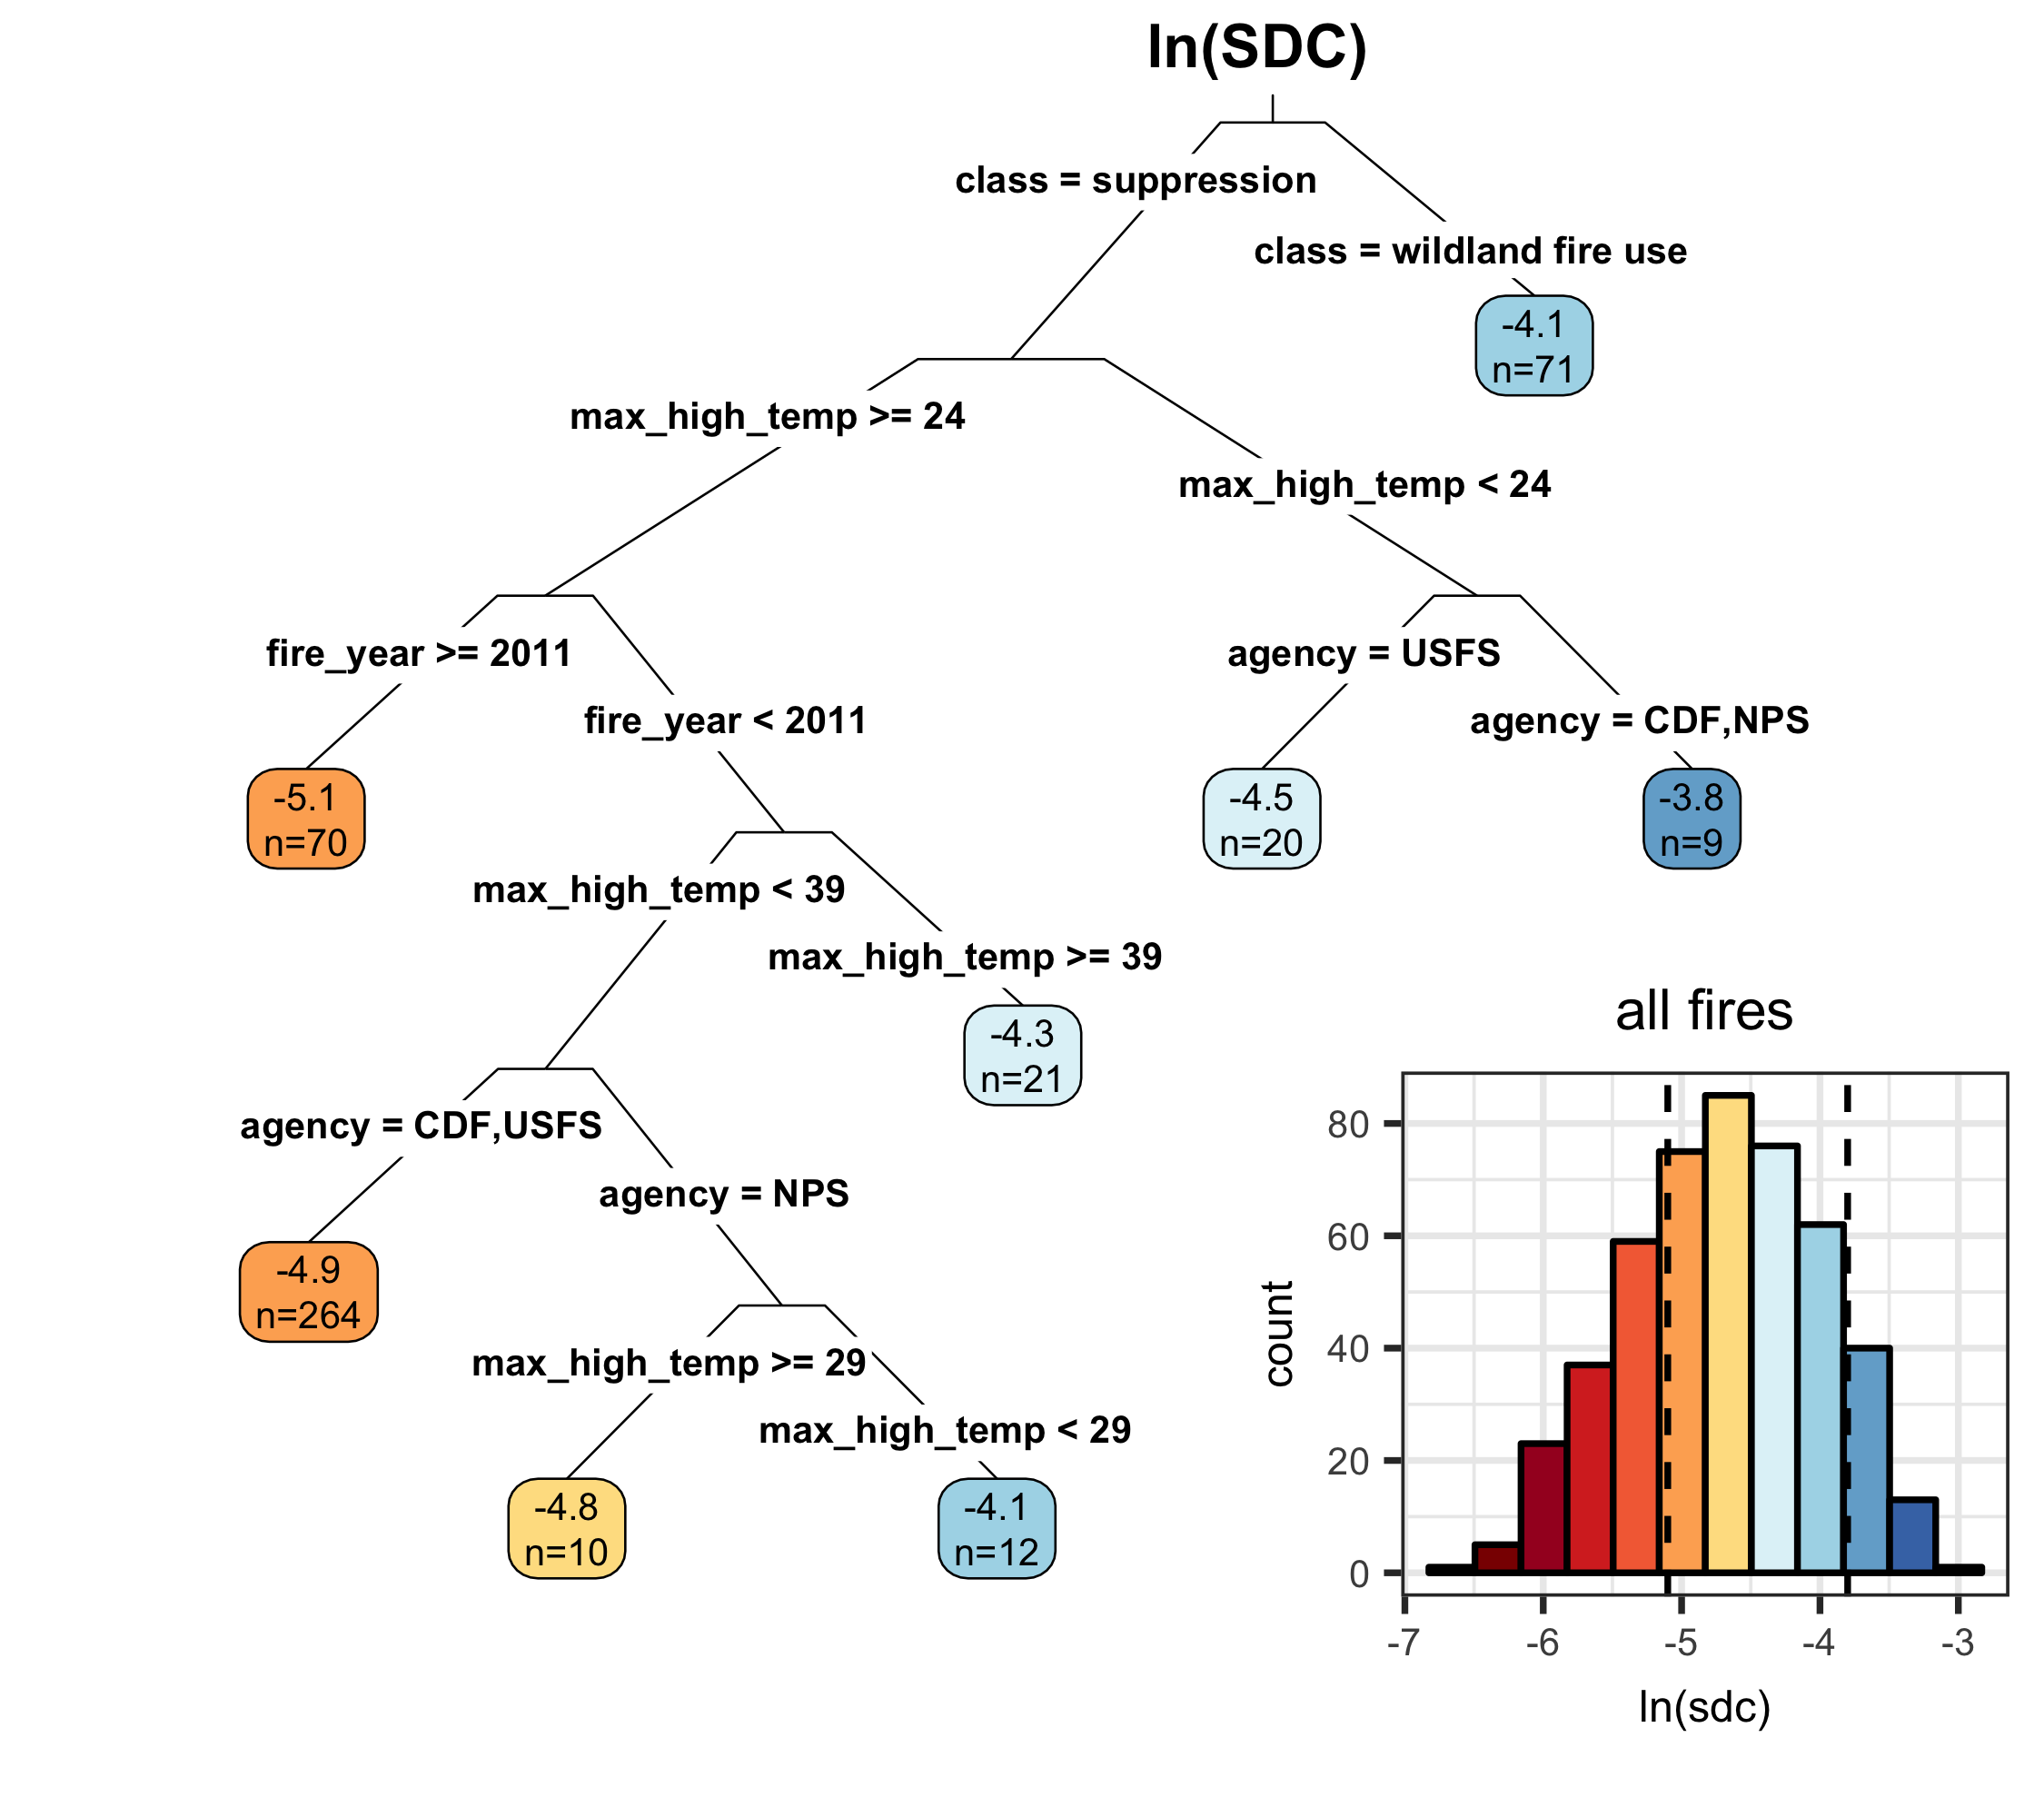 ln(SDC)
class = suppression
class = wildland fire use
-4.1
n=71
max_high_temp >= 24
max_high_temp < 24
fire_year >= 2011
agency = USFS
fire_year < 2011
agency = CDF,NPS
-5.1
n=70
-4.5
n=20
-3.8
n=9
max_high_temp < 39
max_high_temp >= 39
-4.3
n=21
agency = CDF,USFS
agency = NPS
-4.9
n=264
max_high_temp >= 29
max_high_temp < 29
-4.8
n=10
-4.1
n=12
all fires
80
60
40
20
0
count
-7
-6
-5
-4
-3
ln(sdc)